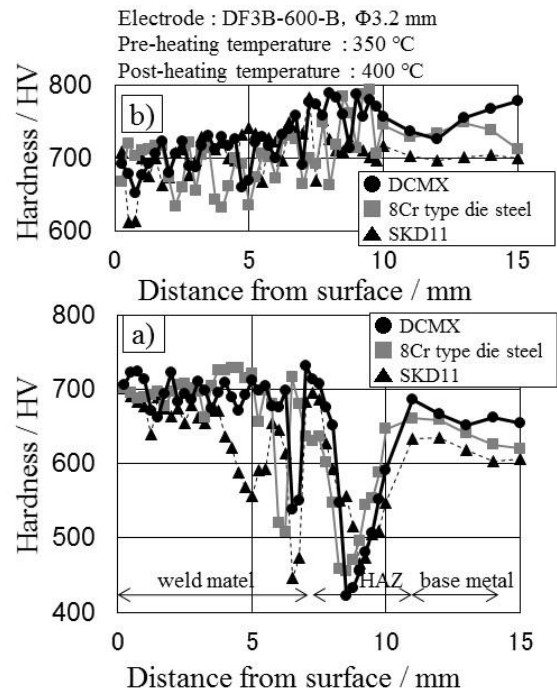 Electrode : DF3B-600-B, Φ3.2 mm
Pre-heating temperature : 350 °C
Post-heating temperature : 400 °C
800
b)
700
600
Hardness / HV
DCMX
8Cr type die steel
SKD11
0 5 10 15
Distance from surface / mm
800
a)
700
600
500
400
Hardness / HV
DCMX
8Cr type die steel
SKD11
weld matel HAZ base metal
0 5 10 15
Distance from surface / mm